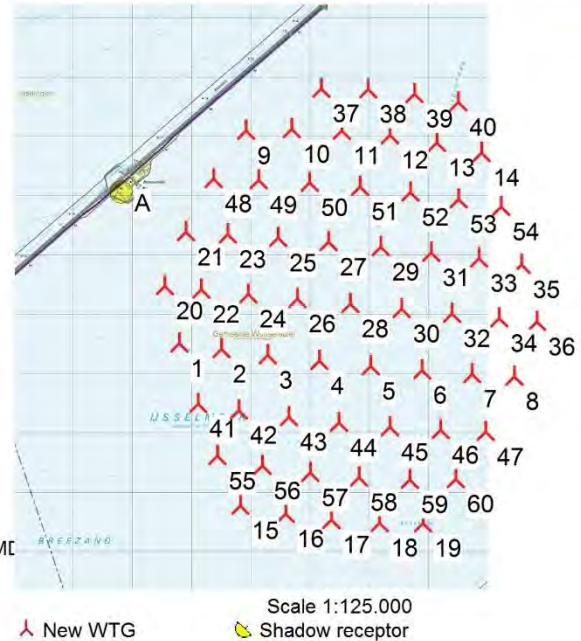 37 38 39 40
9 10 11 12 13 14
A
48 49 50 51 52 53 54
21 23 25 27 29 31 33 35
20 22 24 26 28 30 32 34 36
1 2 3 4 5 6 7 8
41 42 43 44 45 46 47
55 56 57 58 59 60
15 16 17 18 19
BREEZAND
Scale 1:125.000
New WTG
Shadow receptor